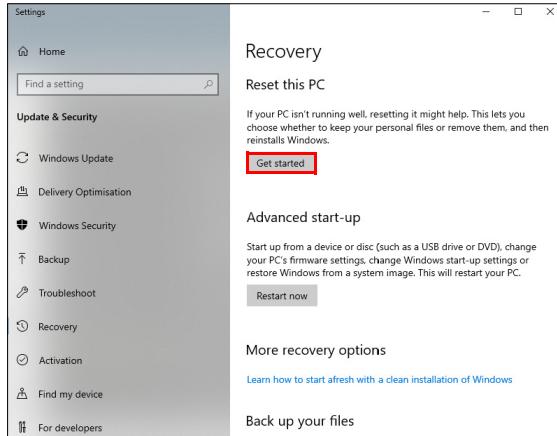 Settings
Home
Find a setting
Update & Security
Windows Update
Delivery Optimisation
Windows Security
Backup
Troubleshoot
Recovery
Activation
Find my device
For developers
Recovery
Reset this PC
If your PC isn't running well, resetting it might help. This lets you
choose whether to keep your personal files or remove them, and then
reinstalls Windows.
Get started
Advanced start-up
Start up from a device or disc (such as a USB drive or DVD), change
your PC's firmware settings, change Windows start-up settings or
restore Windows from a system image. This will restart your PC.
Restart now
More recovery options
Learn how to start afresh with a clean installation of Windows
Back up your files